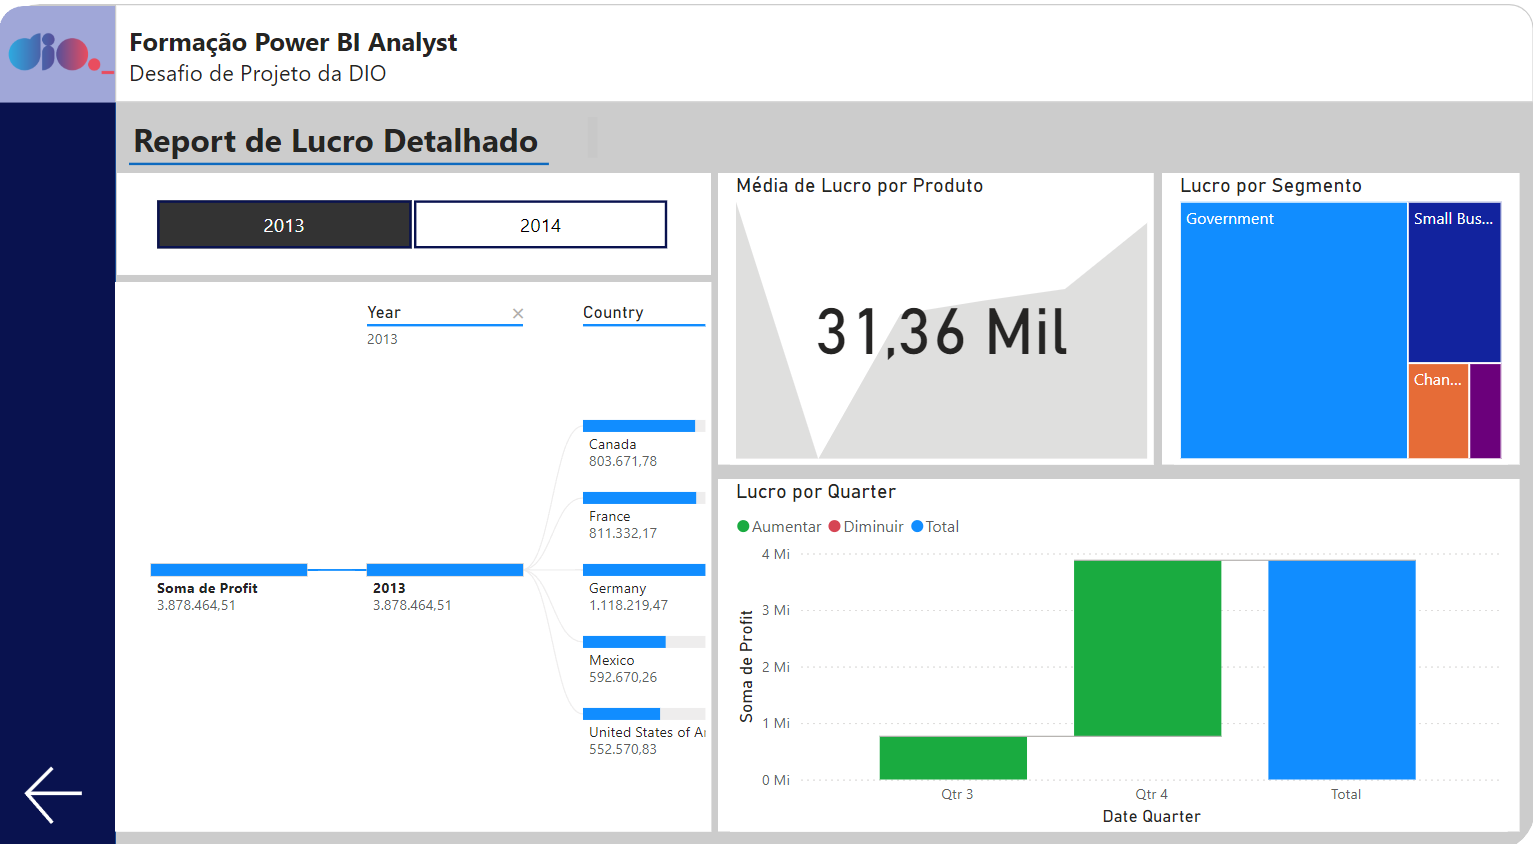 dio.
Formação Power BI Analyst
Desafio de Projeto da DIO
Report de Lucro Detalhado
2013
2014
Year
2013
Country
Canada
803.671,78
France
811.332,17
Soma de Profit
3.878.464,51
2013
3.878.464,51
Germany
1.118.219,47
Mexico
592.670,26
United States of A
552.570,83
Média de Lucro por Produto
31,36 Mil
Lucro por Segmento
Government
Small Bus...
Chan...
Lucro por Quarter
Aumentar Diminuir Total
4 Mi
3 Mi
2 Mi
1 Mi
0 Mi
Soma de Profit
Qtr 3 Qtr 4 Total
Date Quarter